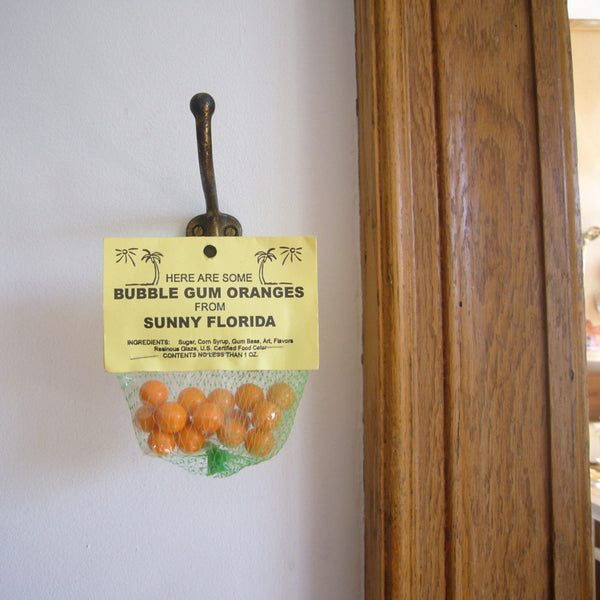 HERE ARE SOME
BUBBLE GUM ORANGES
FROM
SUNNY FLORIDA
INGREDIENTS: Sugar, Corn Syrup, Gum Base, Art, Flavors
Resinous Glaze, U.S. Certified Food Color
CONTENTS NO LESS THAN 1 OZ.